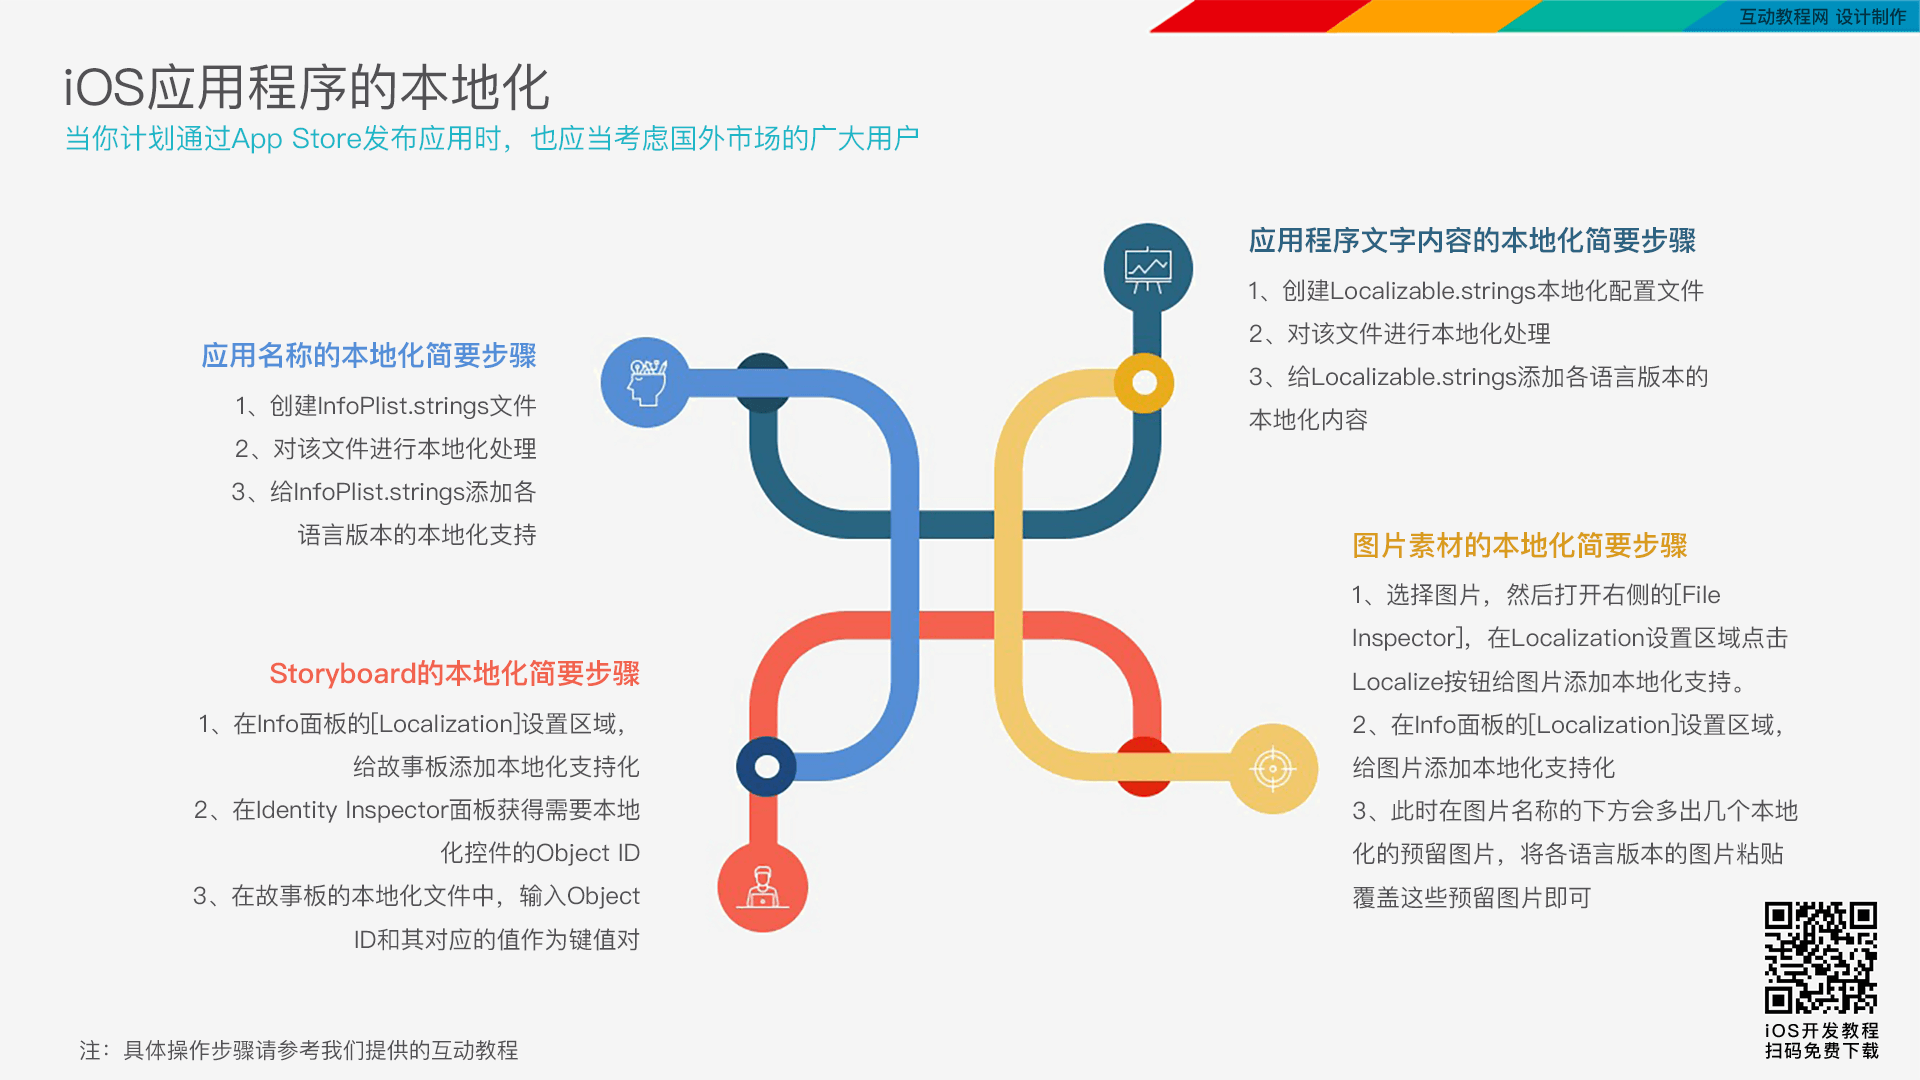 互动教程网 设计制作
iOS应用程序的本地化
当你计划通过App Store发布应用时，也应当考虑国外市场的广大用户
应用名称的本地化简要步骤
1、创建InfoPlist.strings文件
2、对该文件进行本地化处理
3、给InfoPlist.strings添加各
语言版本的本地化支持
应用程序文字内容的本地化简要步骤
1、创建Localizable.strings本地化配置文件
2、对该文件进行本地化处理
3、给Localizable.strings添加各语言版本的
本地化内容
Storyboard的本地化简要步骤
1、在Info面板的[Localization]设置区域，
给故事板添加本地化支持化
2、在Identity Inspector面板获得需要本地
化控件的Object ID
3、在故事板的本地化文件中，输入Object
ID和其对应的值作为键值对
图片素材的本地化简要步骤
1、选择图片，然后打开右侧的[File
Inspector]，在Localization设置区域点击
Localize按钮给图片添加本地化支持。
2、在Info面板的[Localization]设置区域，
给图片添加本地化支持化
3、此时在图片名称的下方会多出几个本地
化的预留图片，将各语言版本的图片粘贴
覆盖这些预留图片即可
iOS开发教程
扫码免费下载
注：具体操作步骤请参考我们提供的互动教程